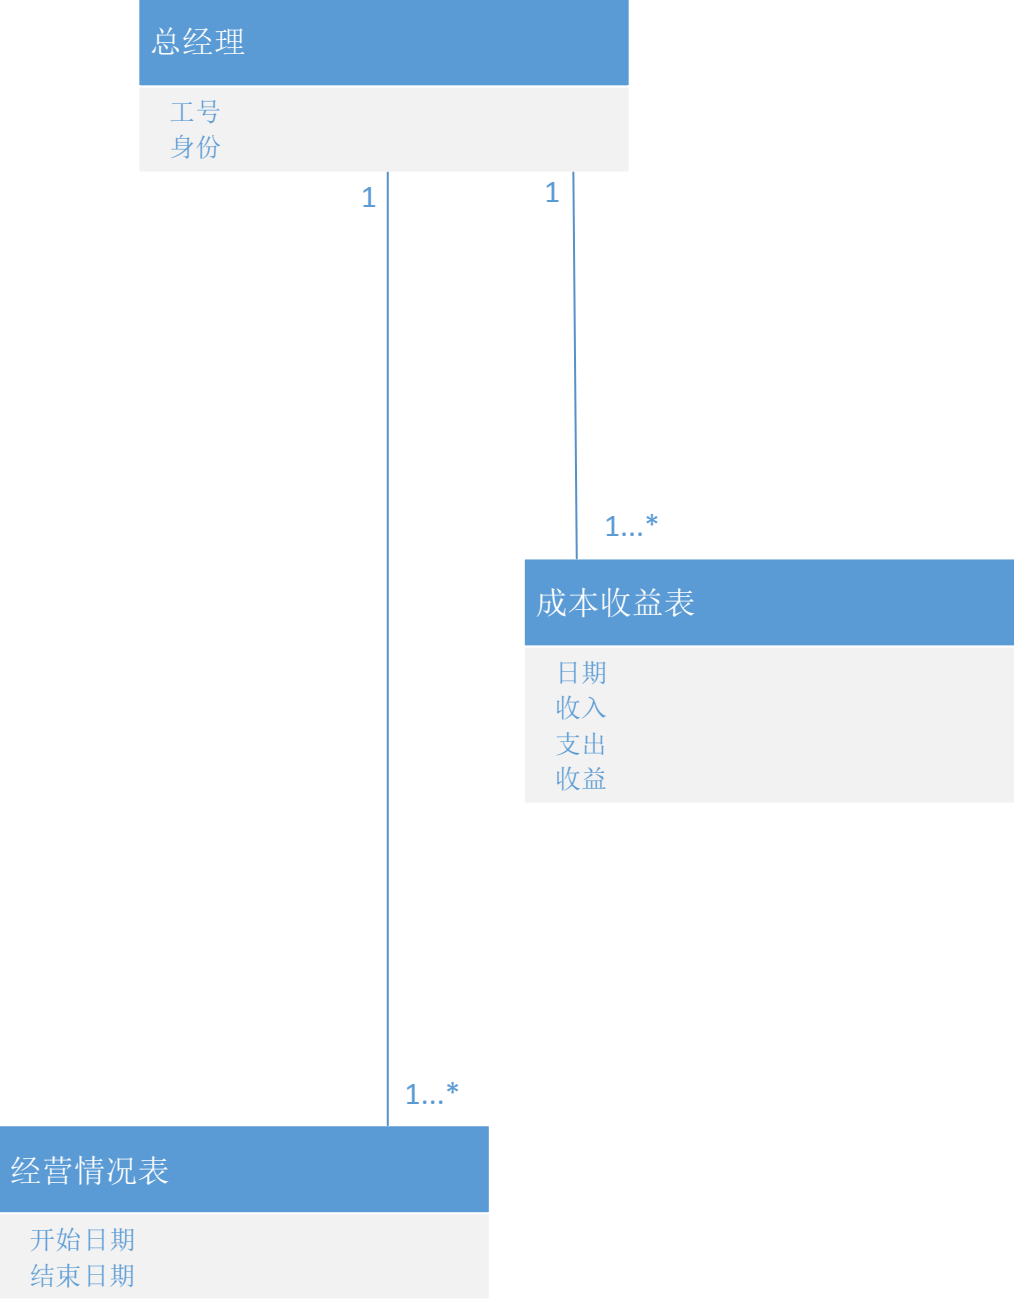 总经理
工号
身份
1
1
1...*
成本收益表
日期
收入
支出
收益
1...*
经营情况表
开始日期
结束日期